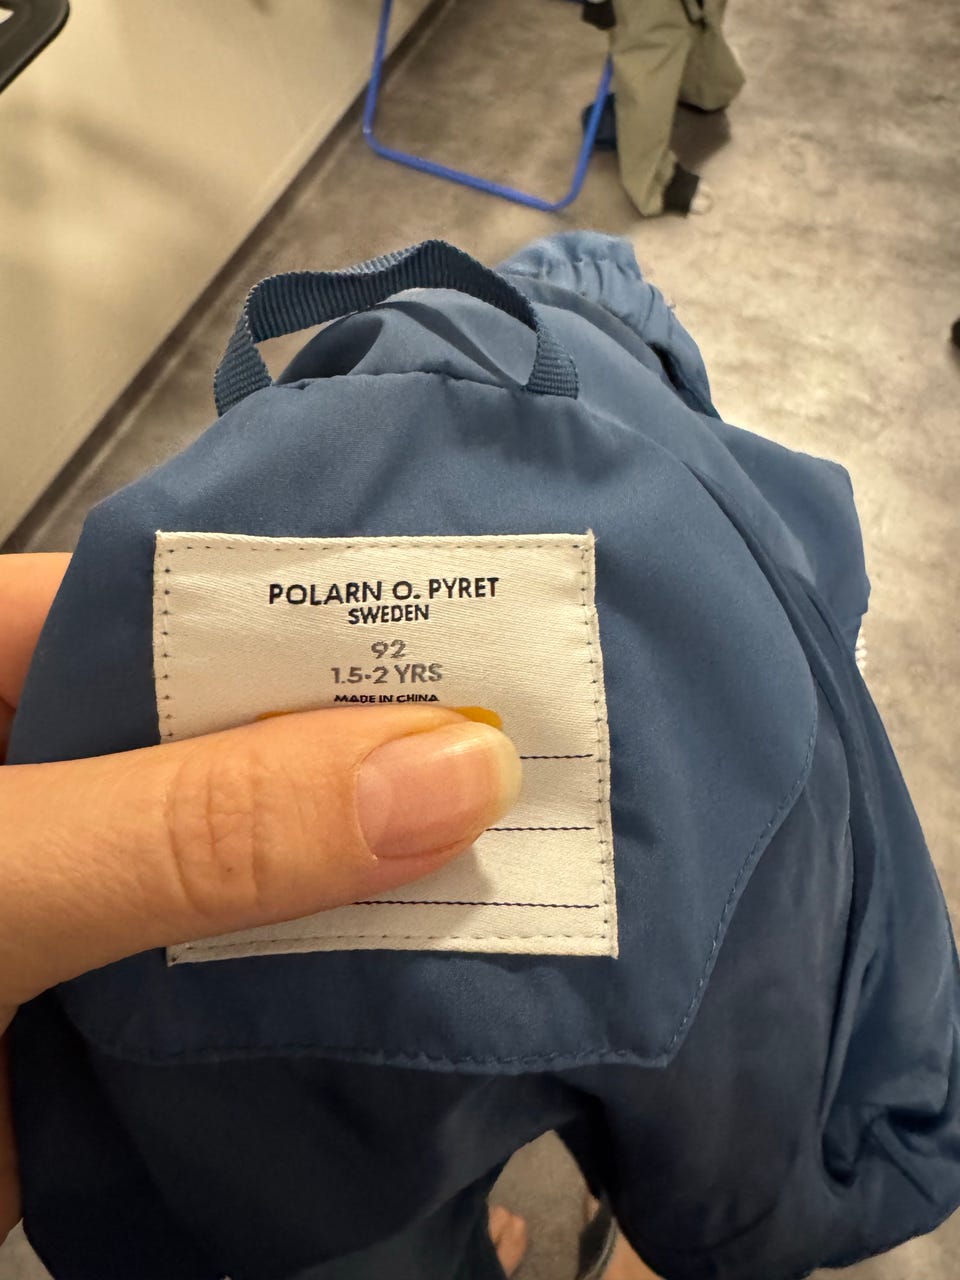 POLARN O. PYRET
SWEDEN
92
1.5-2 YRS
MADE IN CHINA